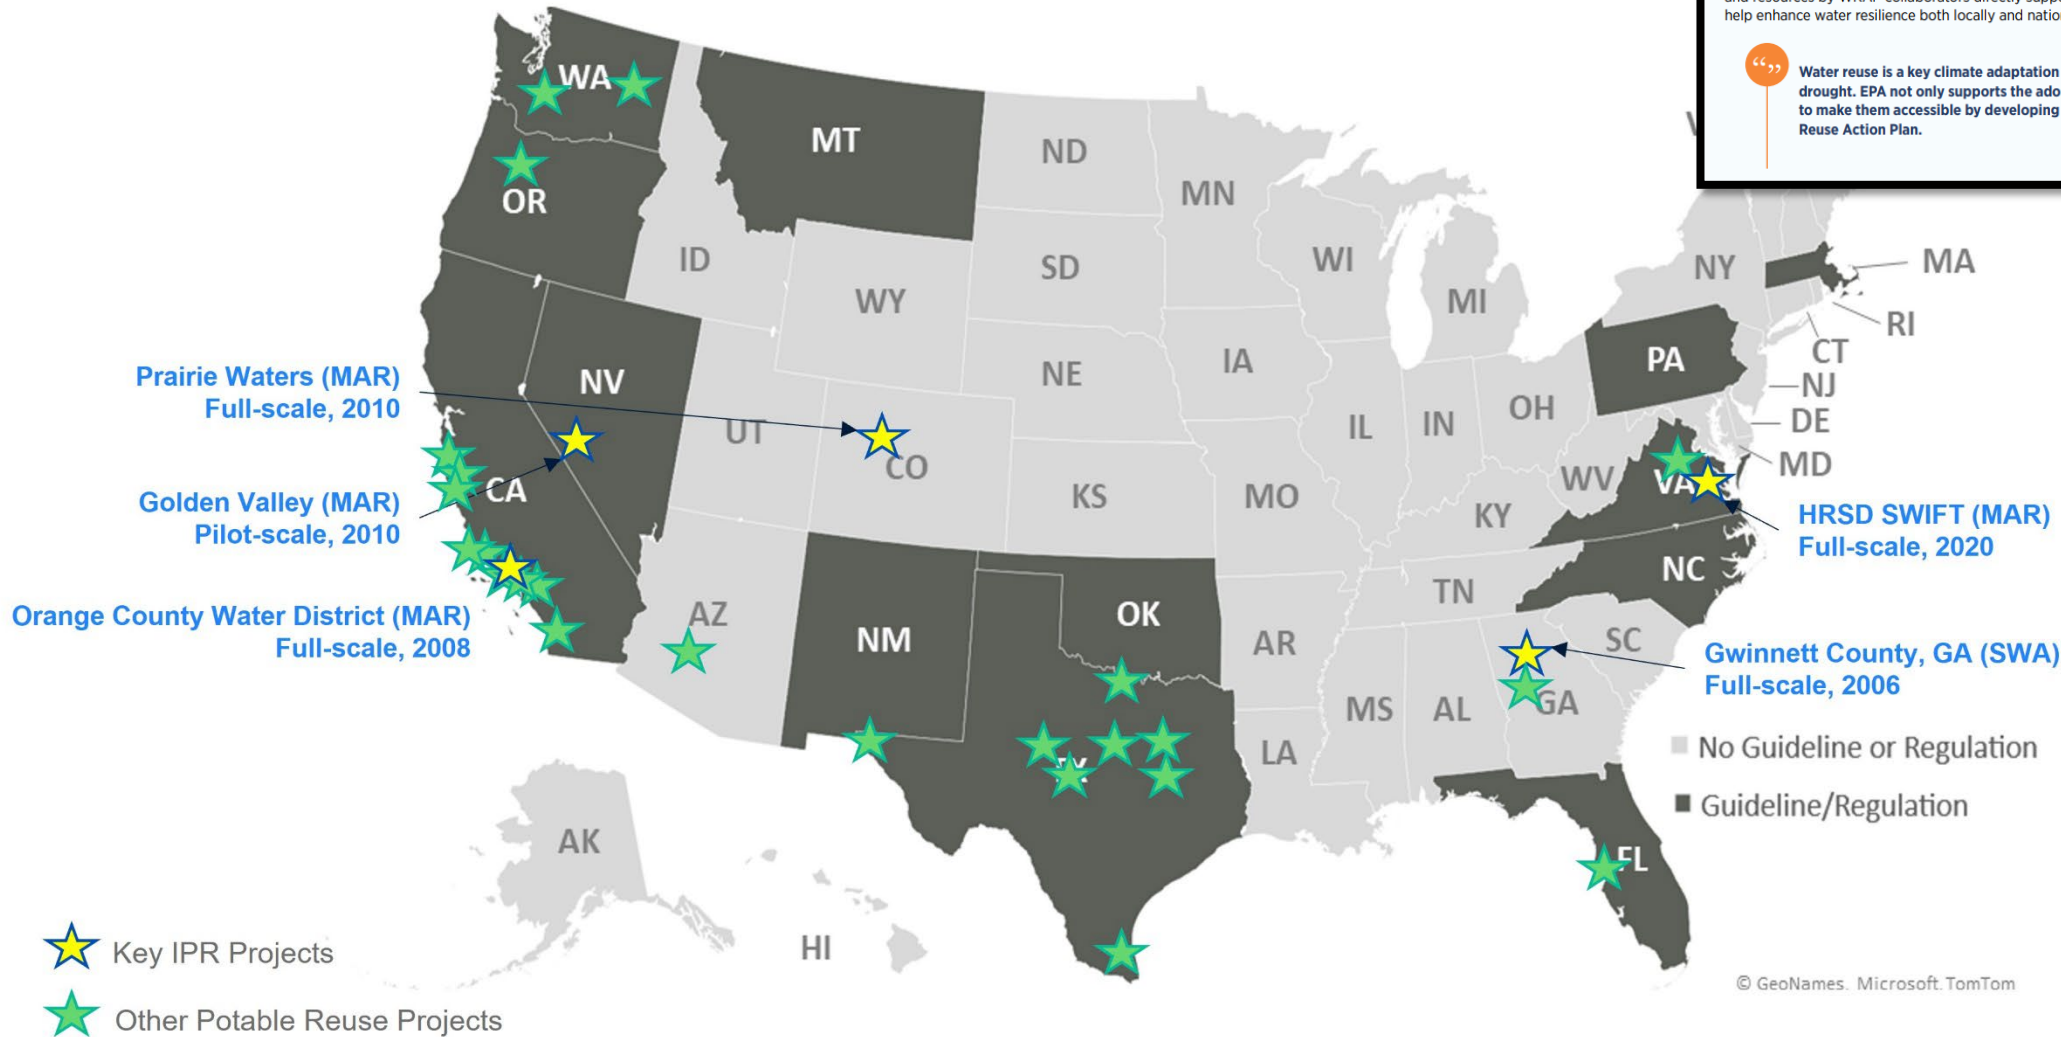 help enhance water resilience both locally and nation
Water reuse is a key climate adaptation
drought. EPA not only supports the ado
to make them accessible by developing
Reuse Action Plan.
WA
MT
ND
MN
OR
ID
SD
WI
MI
NY
MA
WY
RI
CT
NJ
DE
MD
NE
IA
PA
NV
UT
CO
IL
IN
OH
WV
VA
CA
KS
MO
KY
NC
TN
SC
AZ
NM
OK
AR
MS
AL
GA
LA
FL
AK
HI
Prairie Waters (MAR)
Full-scale, 2010
Golden Valley (MAR)
Pilot-scale, 2010
Orange County Water District (MAR)
Full-scale, 2008
HRSD SWIFT (MAR)
Full-scale, 2020
Gwinnett County, GA (SWA)
Full-scale, 2006
No Guideline or Regulation
Guideline/Regulation
Key IPR Projects
Other Potable Reuse Projects
© GeoNames. Microsoft. TomTom